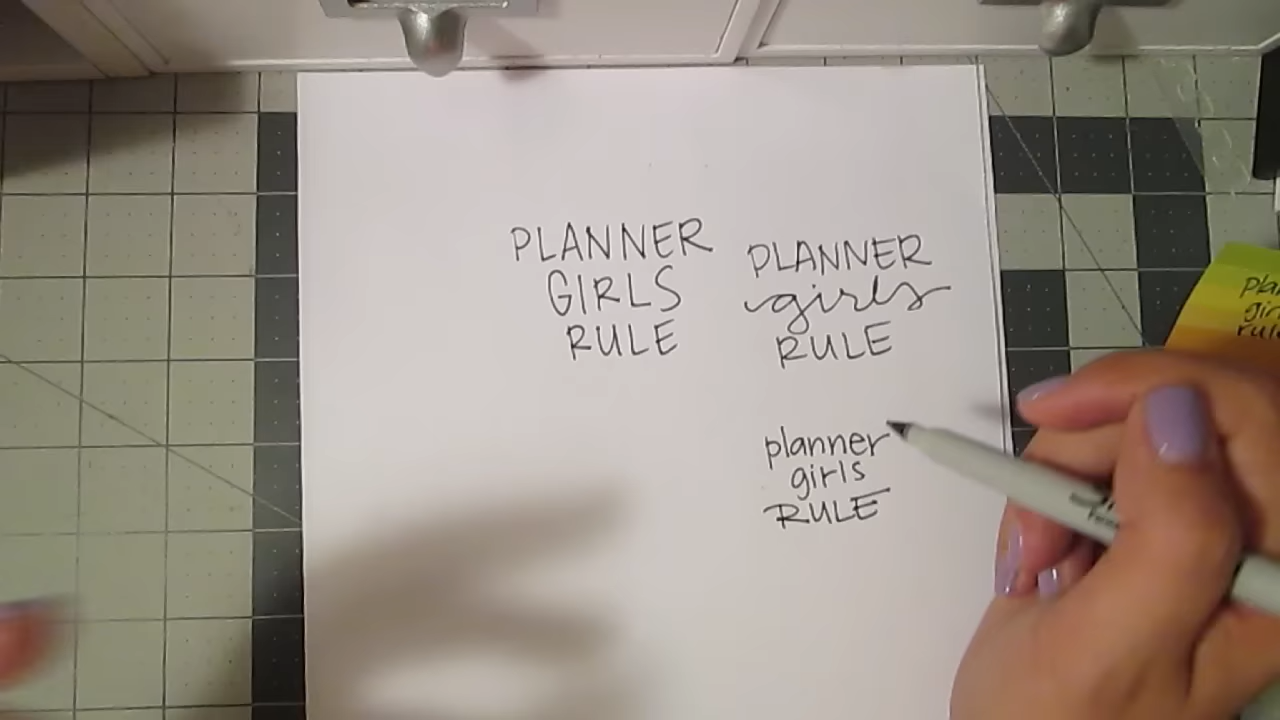 PLANNER
GIRLS
RULE
PLANNER
girls
RULE
planner
girls
RULE